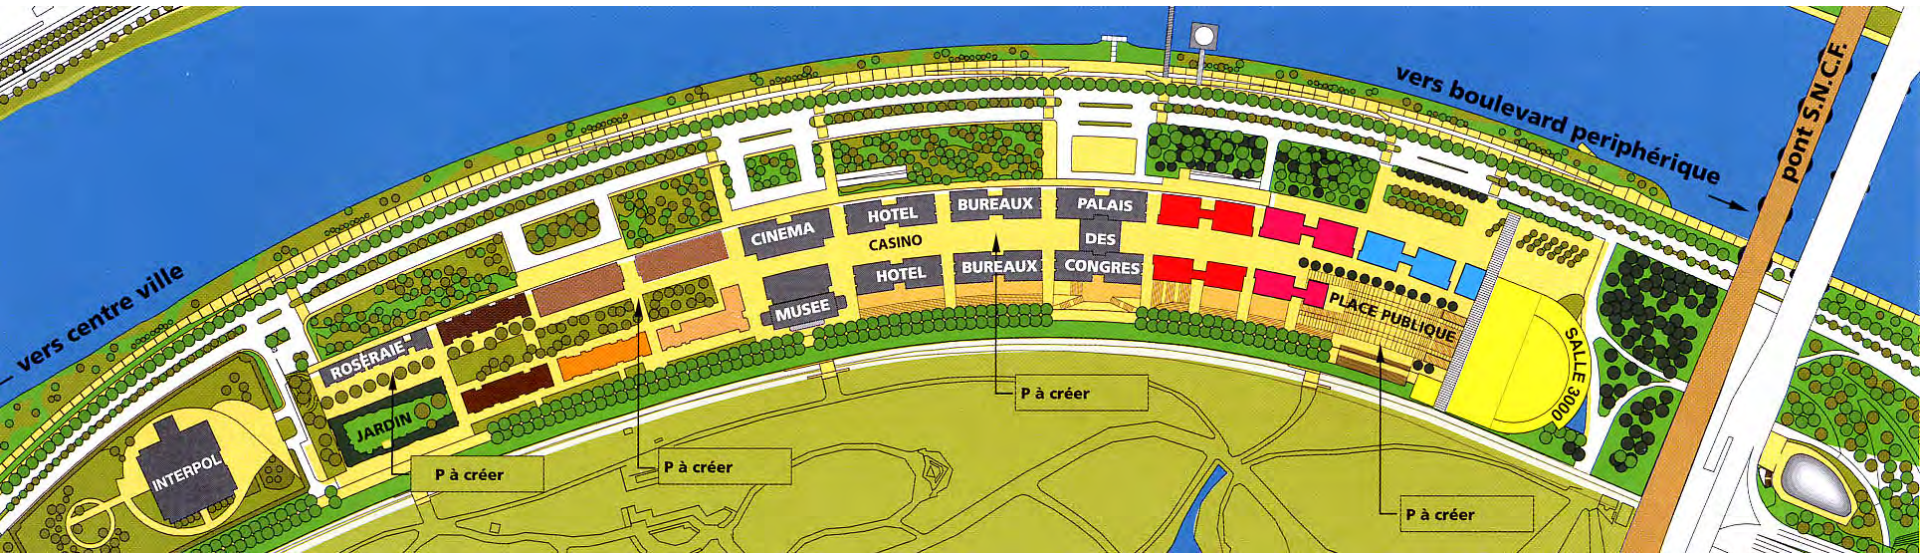 vers centre ville
INTERPOL
ROSERAIE
JARDIN
P à créer
P à créer
CINEMA
MUSEE
HOTEL
CASINO
HOTEL
BUREAUX
BUREAUX
P à créer
PALAIS
DES
CONGRES
PLACE PUBLIQUE
P à créer
SALLE 3000
vers boulevard periphérique
pont S.N.C.F.